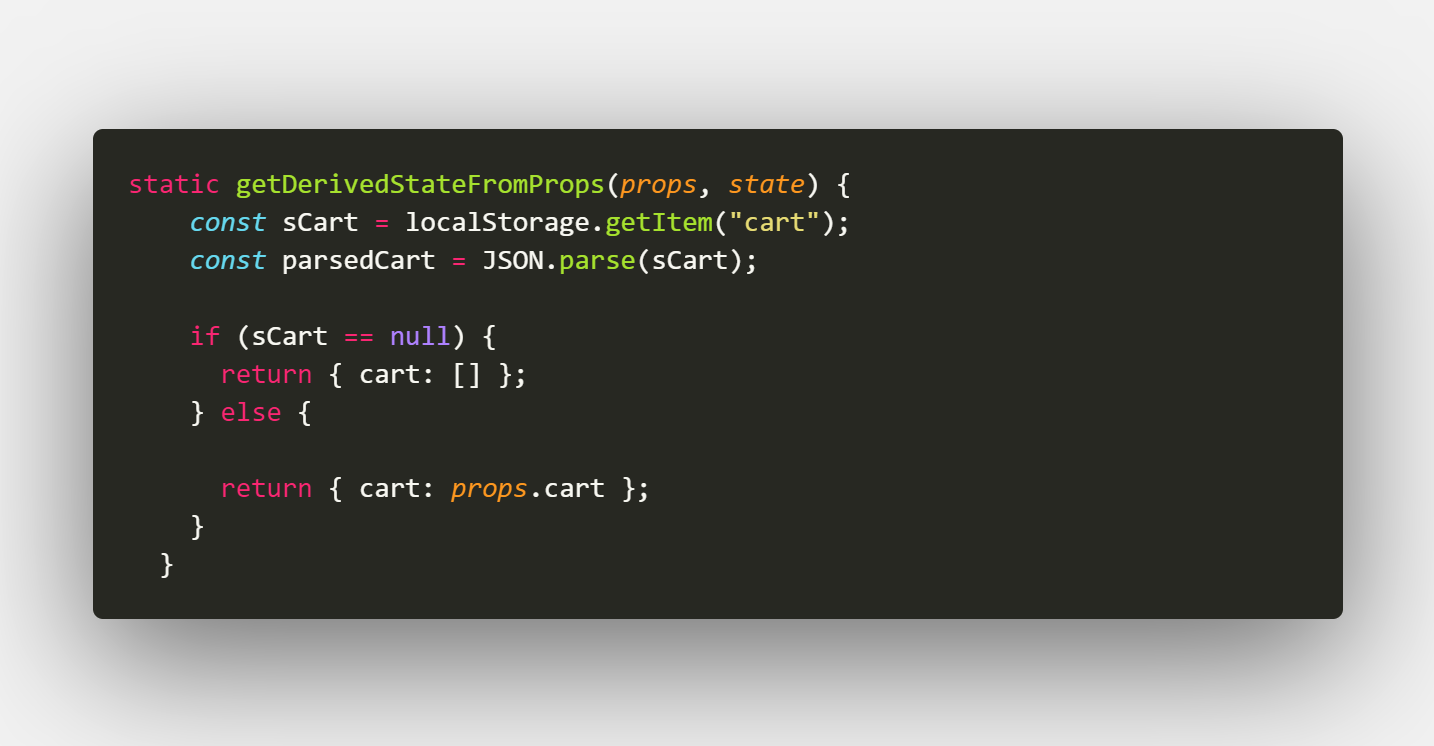 static getDerivedStateFromProps(props, state) {
    const sCart = localStorage.getItem("cart");
    const parsedCart = JSON.parse(sCart);

    if (sCart == null) {
      return { cart: [] };
    } else {

      return { cart: props.cart };
    }
  }